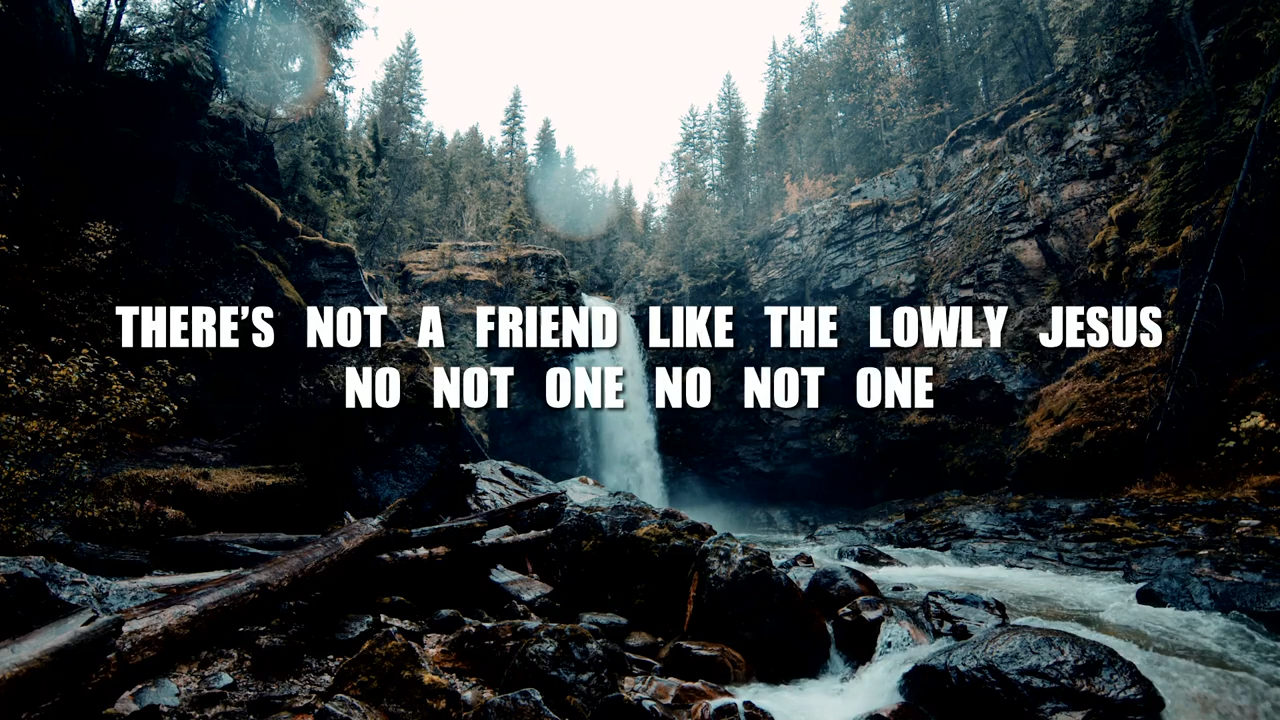 THERE’S NOT A FRIEND LIKE THE LOWLY JESUS
NO NOT ONE NO NOT ONE